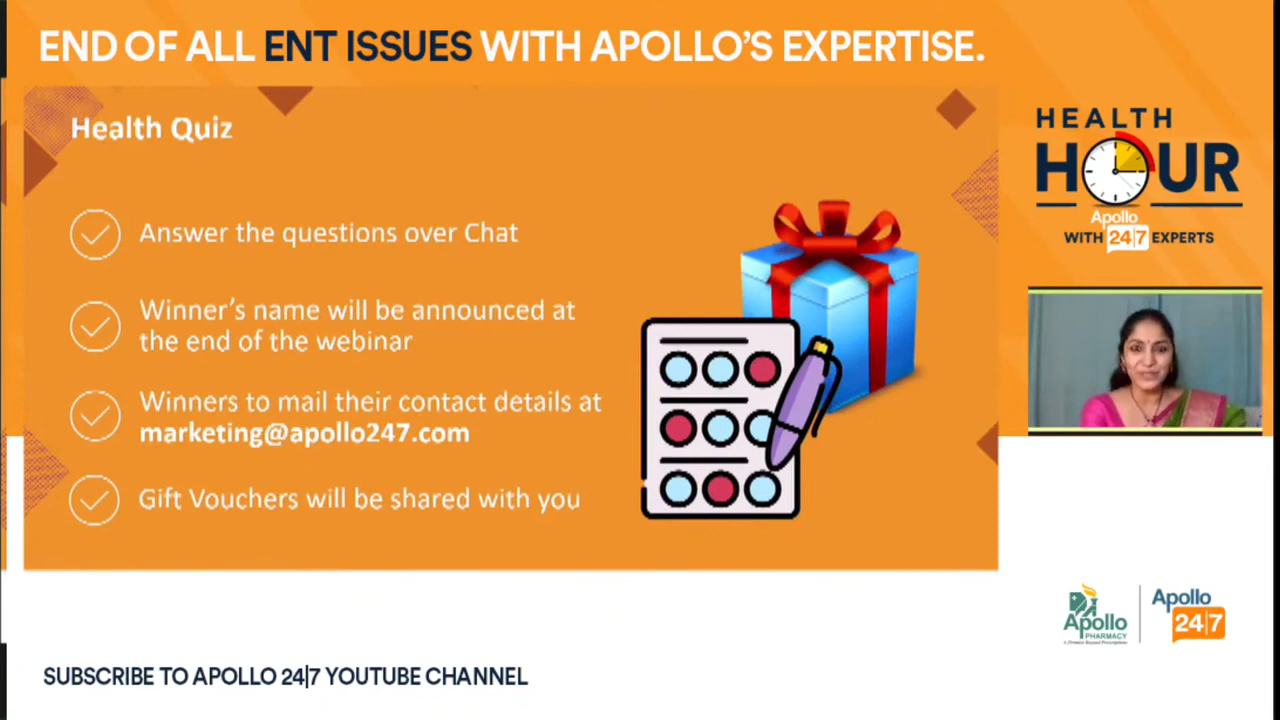 END OF ALL ENT ISSUES WITH APOLLO'S EXPERTISE.
Health Quiz
Answer the questions over Chat
Winner's name will be announced at
the end of the webinar
Winners to mail their contact details at
marketing@apollo247.com
Gift Vouchers will be shared with you
HEALTH
HOUR
Apollo
WITH 24|7 EXPERTS
Apollo
PHARMACY
Apollo
24|7
SUBSCRIBE TO APOLLO 24|7 YOUTUBE CHANNEL